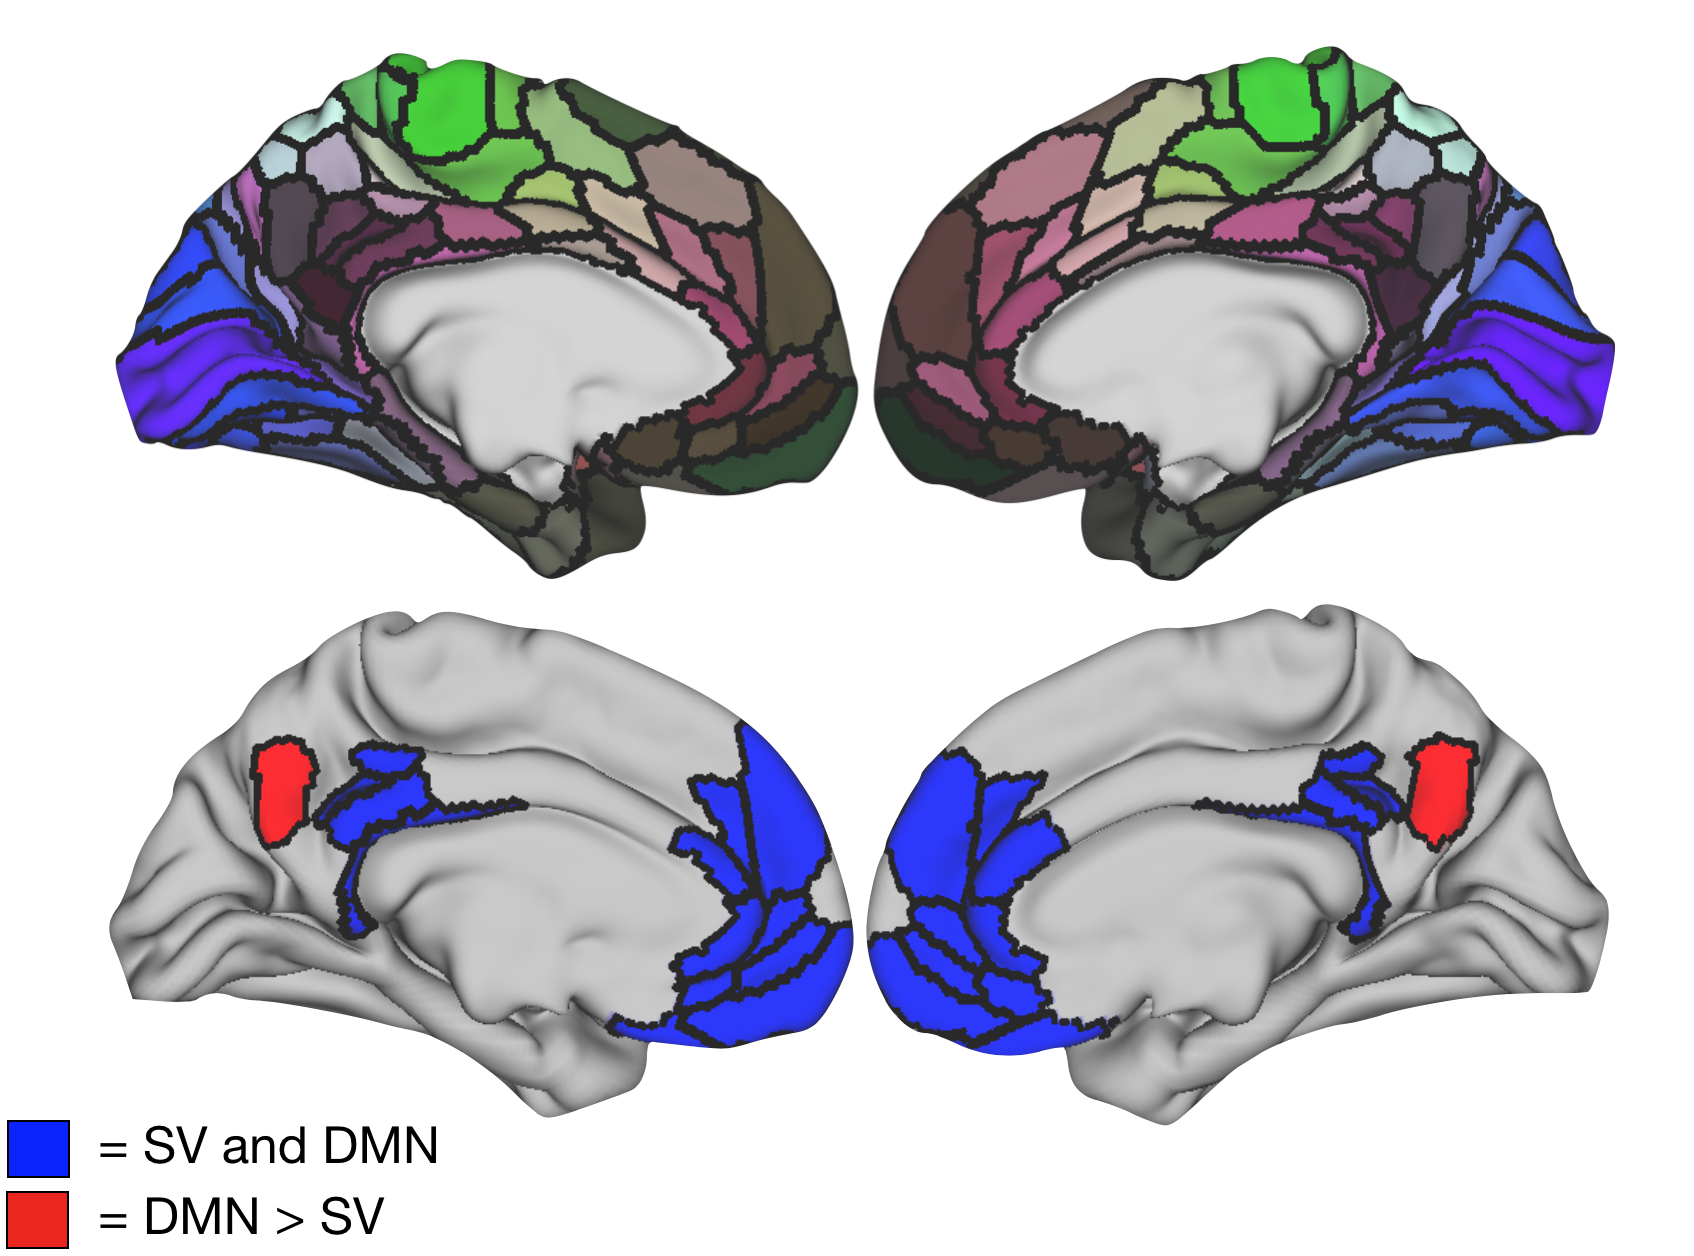 = SV and DMN
= DMN > SV